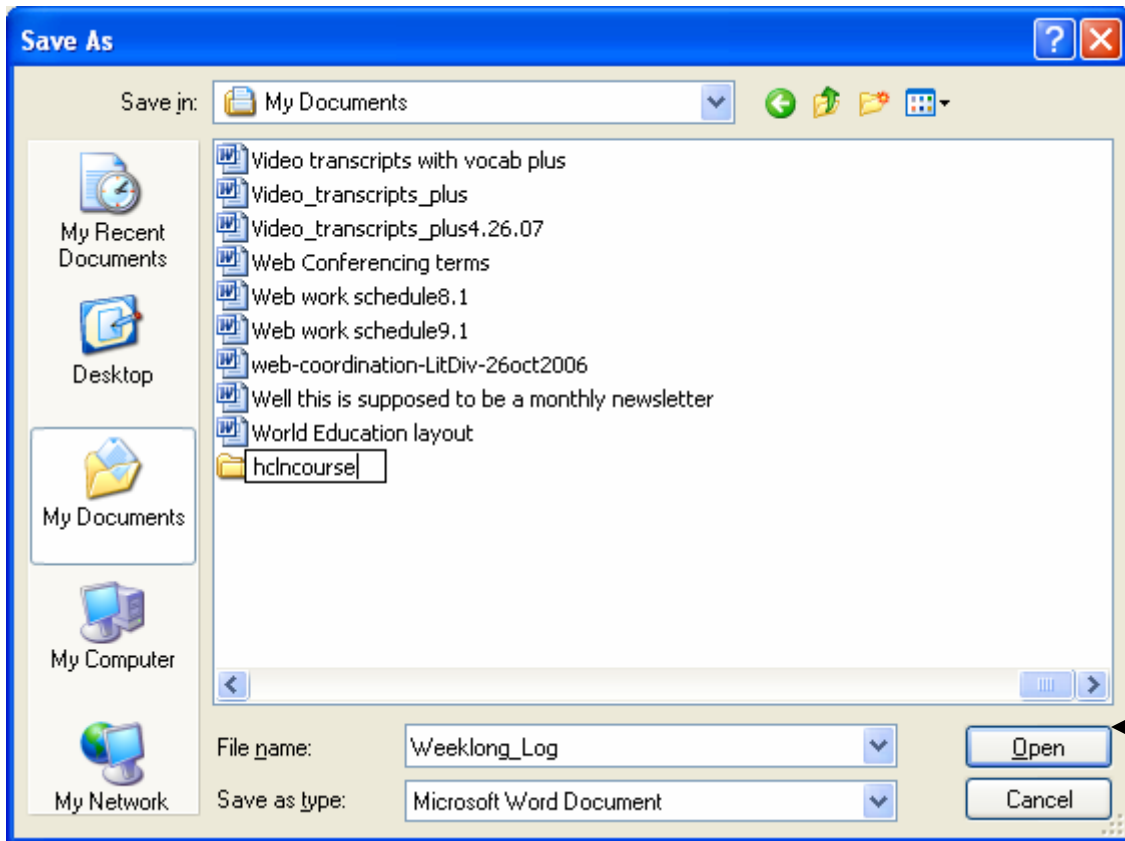 Save As
Save in:
My Documents
My Recent
Documents
Desktop
My Documents
My Computer
My Network
Video transcripts with vocab plus
Video_transcripts_plus
Video_transcripts_plus4.26.07
Web Conferencing terms
Web work schedule8.1
Web work schedule9.1
web-coordination-LitDiv-26oct2006
Well this is supposed to be a monthly newsletter
World Education layout
hclncourse
File name:
Weeklong_Log
Open
Save as type:
Microsoft Word Document
Cancel